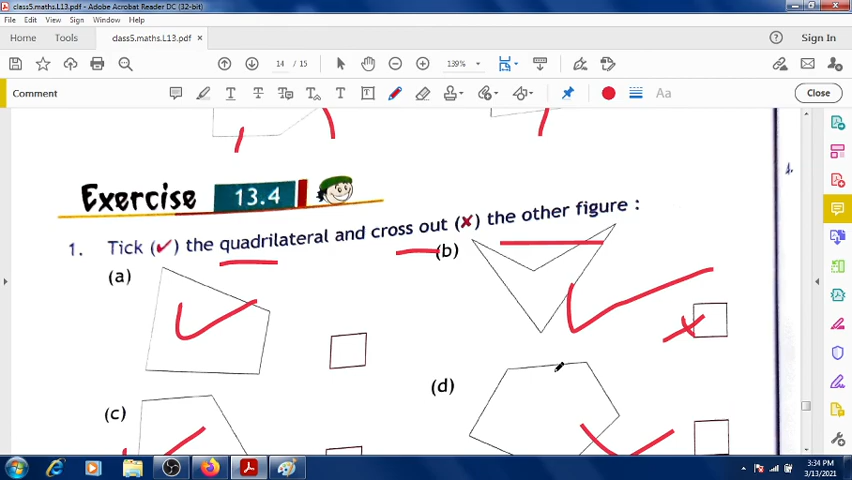 class5.maths.L13.pdf - Adobe Acrobat Reader DC (32-bit)
File Edit View Sign Window Help
Home Tools class5.maths.L13.pdf × Sign In
14 / 15 139%
Comment Close
Exercise 13.4
1. Tick (✓) the quadrilateral and cross out (✗) the other figure :
(a) (b)
(c) (d)
3:34 PM
3/13/2021